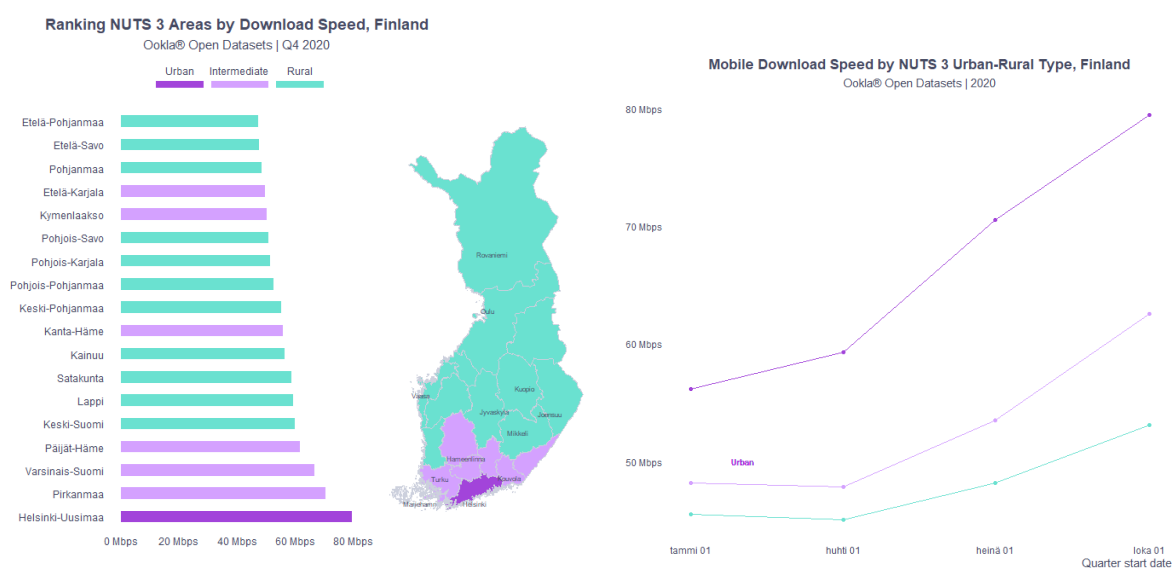 Ranking NUTS 3 Areas by Download Speed, Finland
Ookla® Open Datasets | Q4 2020
Urban Intermediate Rural
Etelä-Pohjanmaa
Etelä-Savo
Pohjanmaa
Etelä-Karjala
Kymenlaakso
Pohjois-Savo
Pohjois-Karjala
Pohjois-Pohjanmaa
Keski-Pohjanmaa
Kanta-Häme
Kainuu
Satakunta
Lappi
Keski-Suomi
Päijät-Häme
Varsinais-Suomi
Pirkanmaa
Helsinki-Uusimaa
0 Mbps 20 Mbps 40 Mbps 60 Mbps 80 Mbps
Rovaniemi
Oulu
Kuopio
Vaasa
Jyvaskyla
Joensuu
Mikkeli
Hameenlinna
Turku
Kouvola
Mariehamn
Helsinki
Mobile Download Speed by NUTS 3 Urban-Rural Type, Finland
Ookla® Open Datasets | 2020
80 Mbps
70 Mbps
60 Mbps
50 Mbps
Urban
tammi 01 huhti 01 heinä 01 loka 01
Quarter start date